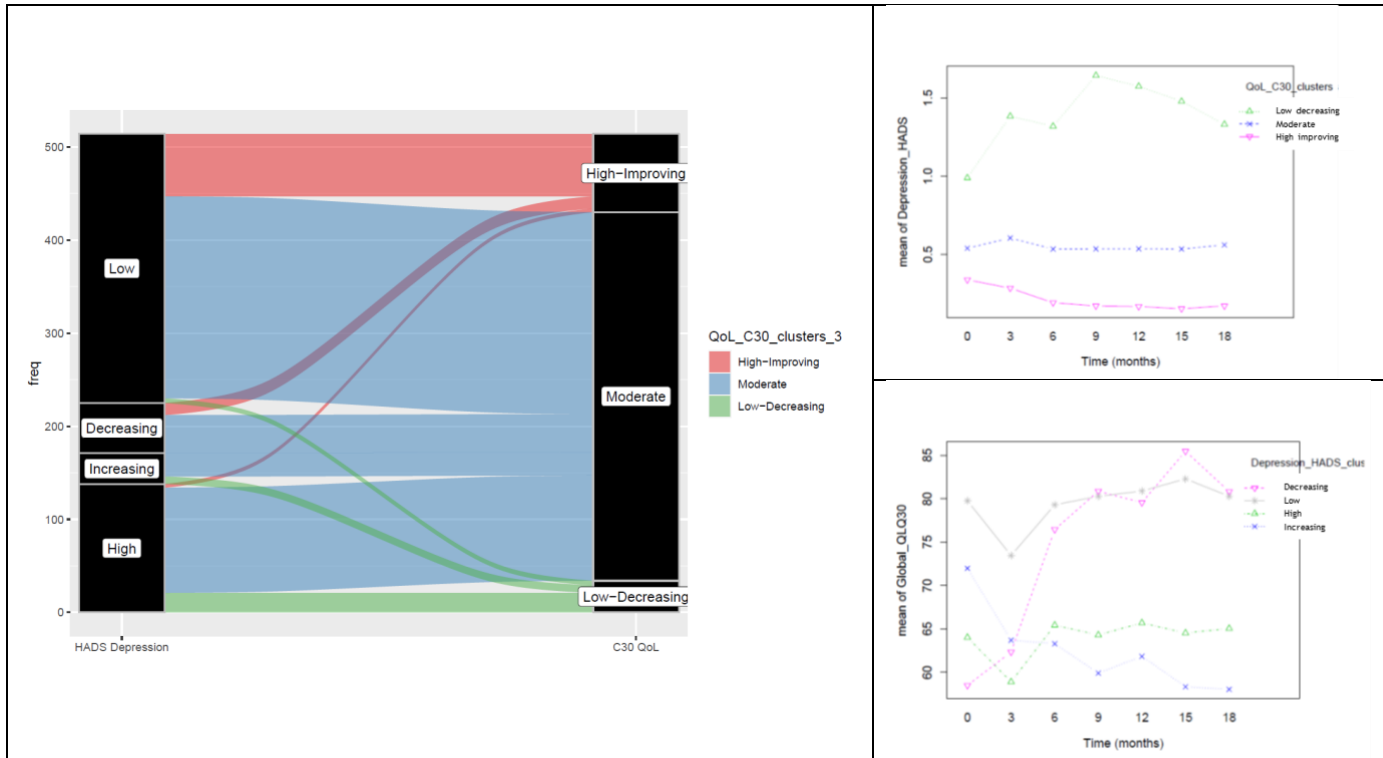 500
400
300
200
100
0
freq
Low
Decreasing
Increasing
High
High−Improving
Moderate
Low−Decreasing
HADS Depression
C30 QoL
QoL_C30_clusters_3
High−Improving
Moderate
Low−Decreasing
mean of Depression_HADS
1.5
1.0
0.5
0 3 6 9 12 15 18
Time (months)
QoL_C30_clusters
Low decreasing
Moderate
High improving
mean of Global_QLQ30
85
80
75
70
65
60
0 3 6 9 12 15 18
Time (months)
Depression_HADS_clus
Decreasing
Low
High
Increasing